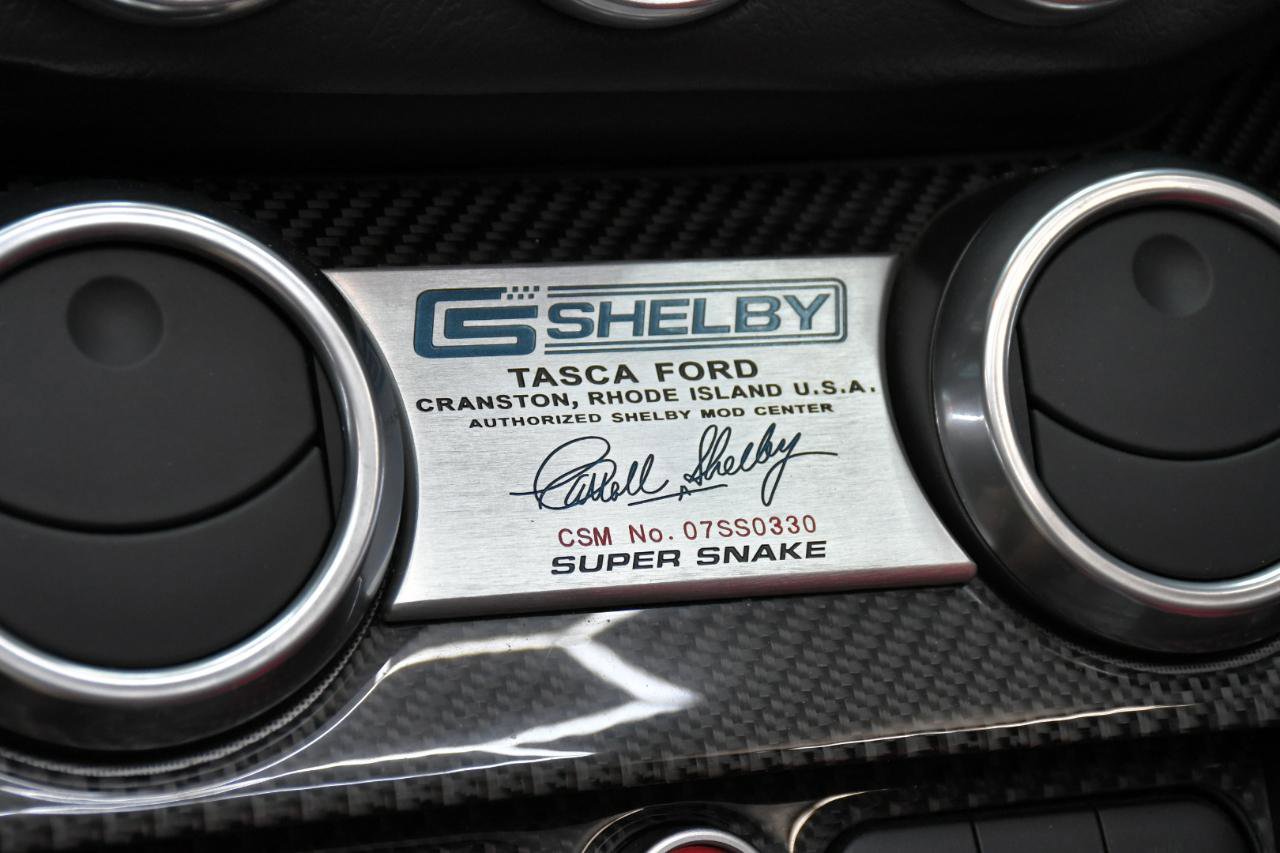 CS SHELBY
TASCA FORD
CRANSTON, RHODE ISLAND U.S.A.
AUTHORIZED SHELBY MOD CENTER
Carroll Shelby
CSM No. 07SS0330
SUPER SNAKE